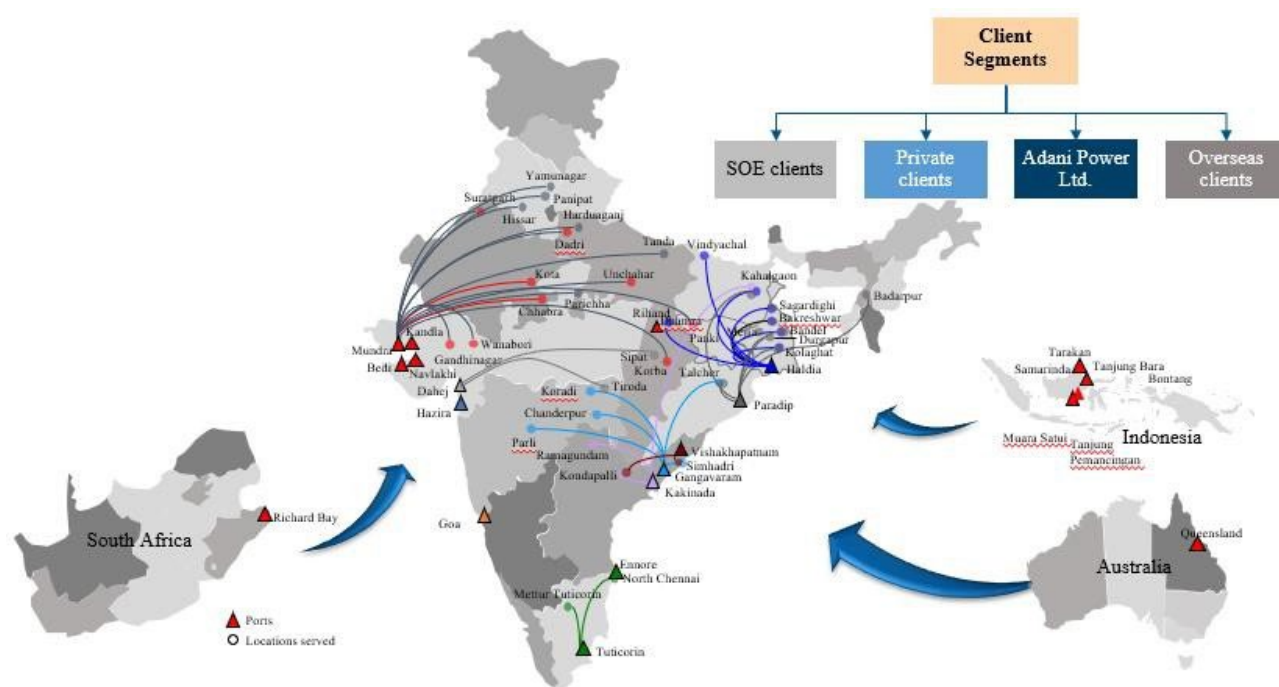 Client
Segments
SOE clients
Private
clients
Adani Power
Ltd.
Overseas
clients
Yamunagar
Suratgarh
Panipat
Hissar
Harduaganj
Dadri
Tanda
Vindyachal
Kota
Unchahar
Kahalgaon
Chhabra
Parichha
Sagardighi
Badarpur
Rihand
Dhamra
Bakreshwar
Mejia
Bandel
Panki
Durgapur
Kolaghat
Kandla
Mundra
Wanabori
Gandhinagar
Bedi
Navlakhi
Sipat
Korba
Talcher
Haldia
Dahej
Tiroda
Koradi
Hazira
Chanderpur
Paradip
Parli
Ramagundam
Vishakhapatnam
Simhadri
Kondapalli
Gangavaram
Kakinada
Goa
Ennore
North Chennai
Mettur Tuticorin
Tuticorin
Tarakan
Samarinda
Tanjung Bara
Bontang
Muara Satui
Tanjung
Pemancingan
Indonesia
Richard Bay
South Africa
Queensland
Australia
Ports
Locations served